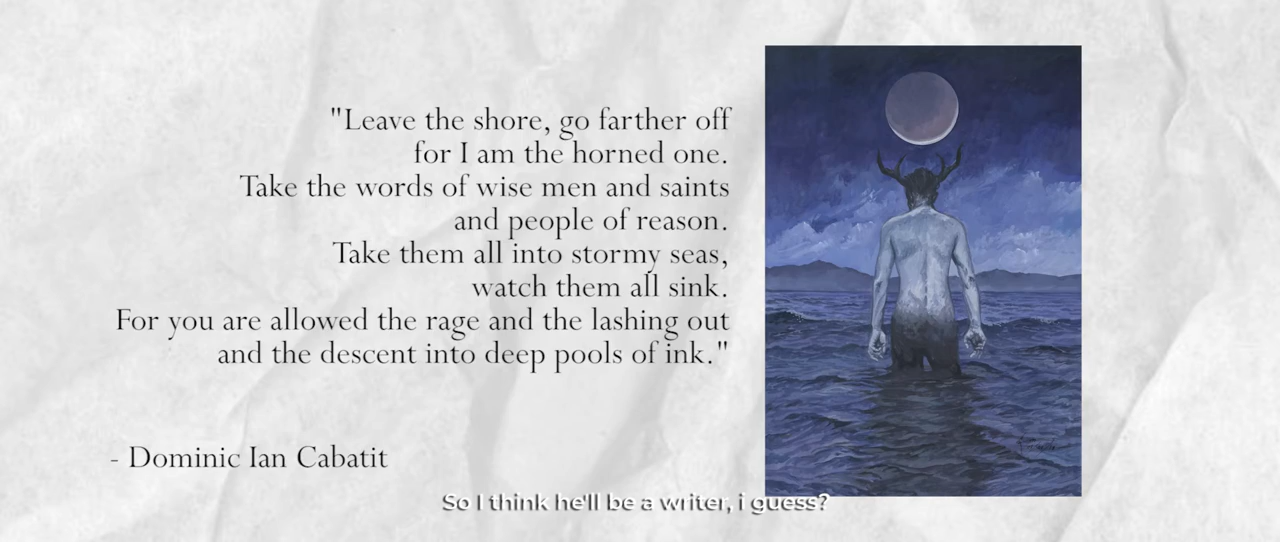 "Leave the shore, go farther off
for I am the horned one.
Take the words of wise men and saints
and people of reason.
Take them all into stormy seas,
watch them all sink.
For you are allowed the rage and the lashing out
and the descent into deep pools of ink."
- Dominic Ian Cabatit
So I think he'll be a writer, i guess?